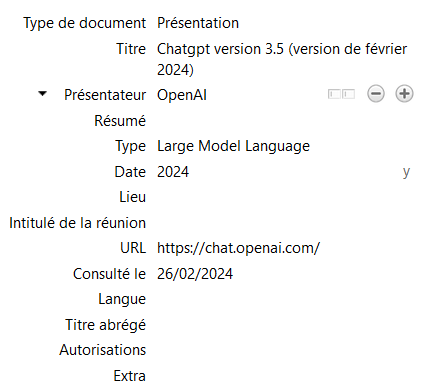 Type de document Présentation
Titre Chatgpt version 3.5 (version de février
2024)
Présentateur OpenAI
Résumé
Type Large Model Language
Date 2024 y
Lieu
Intitulé de la réunion
URL https://chat.openai.com/
Consulté le 26/02/2024
Langue
Titre abrégé
Autorisations
Extra